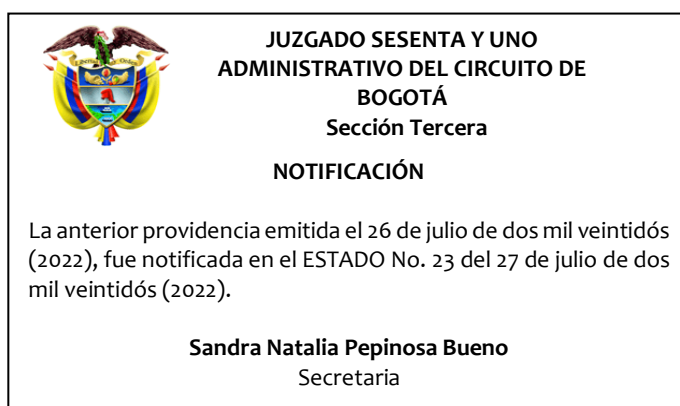 JUZGADO SESENTA Y UNO
ADMINISTRATIVO DEL CIRCUITO DE
BOGOTÁ
Sección Tercera
NOTIFICACIÓN
La anterior providencia emitida el 26 de julio de dos mil veintidós
(2022), fue notificada en el ESTADO No. 23 del 27 de julio de dos
mil veintidós (2022).
Sandra Natalia Pepinosa Bueno
Secretaria